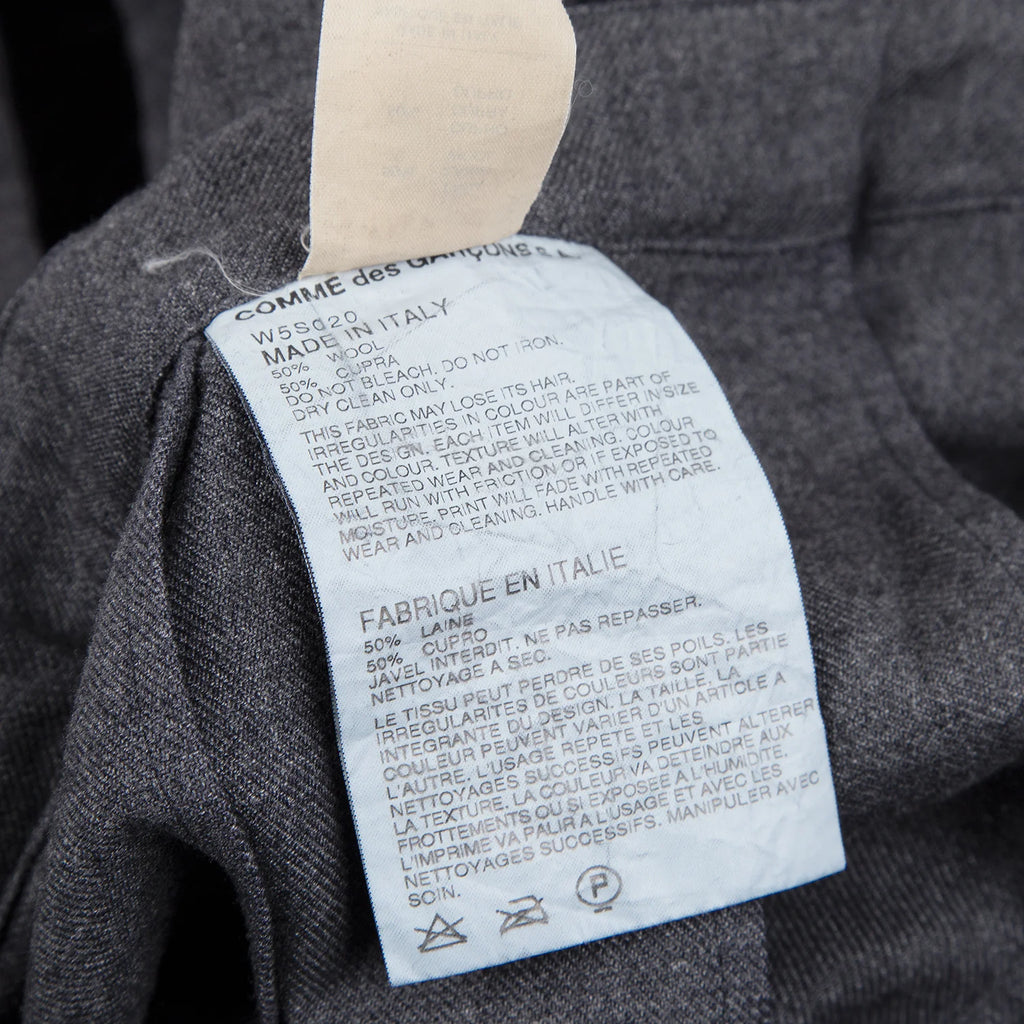 COMME des GARÇONS S.A.
W5S020
MADE IN ITALY
50% WOOL
50% CUPRA
DO NOT BLEACH. DO NOT IRON.
DRY CLEAN ONLY.
THIS FABRIC MAY LOSE ITS HAIR.
IRREGULARITIES IN COLOUR ARE PART OF
THE DESIGN. EACH ITEM WILL DIFFER IN SIZE
AND COLOUR. TEXTURE WILL ALTER WITH
REPEATED WEAR AND CLEANING. COLOUR
WILL RUN WITH FRICTION OR IF EXPOSED TO
MOISTURE. PRINT WILL FADE WITH REPEATED
WEAR AND CLEANING. HANDLE WITH CARE.
FABRIQUE EN ITALIE
50% LAINE
50% CUPRO
JAVEL INTERDIT. NE PAS REPASSER.
NETTOYAGE A SEC.
LE TISSU PEUT PERDRE DE SES POILS. LES
IRREGULARITES DE COULEURS SONT PARTIE
INTEGRANTE DU DESIGN. LA TAILLE, LA
COULEUR PEUVENT VARIER D'UN ARTICLE A
L'AUTRE. L'USAGE REPETE ET LES
NETTOYAGES SUCCESSIFS PEUVENT ALTERER
LA TEXTURE. LA COULEUR VA DETEINDRE AUX
FROTTEMENTS OU SI EXPOSEE A L'HUMIDITE.
L'IMPRIME VA PALIR A L'USAGE ET AVEC LES
NETTOYAGES SUCCESSIFS. MANIPULER AVEC
SOIN.
P